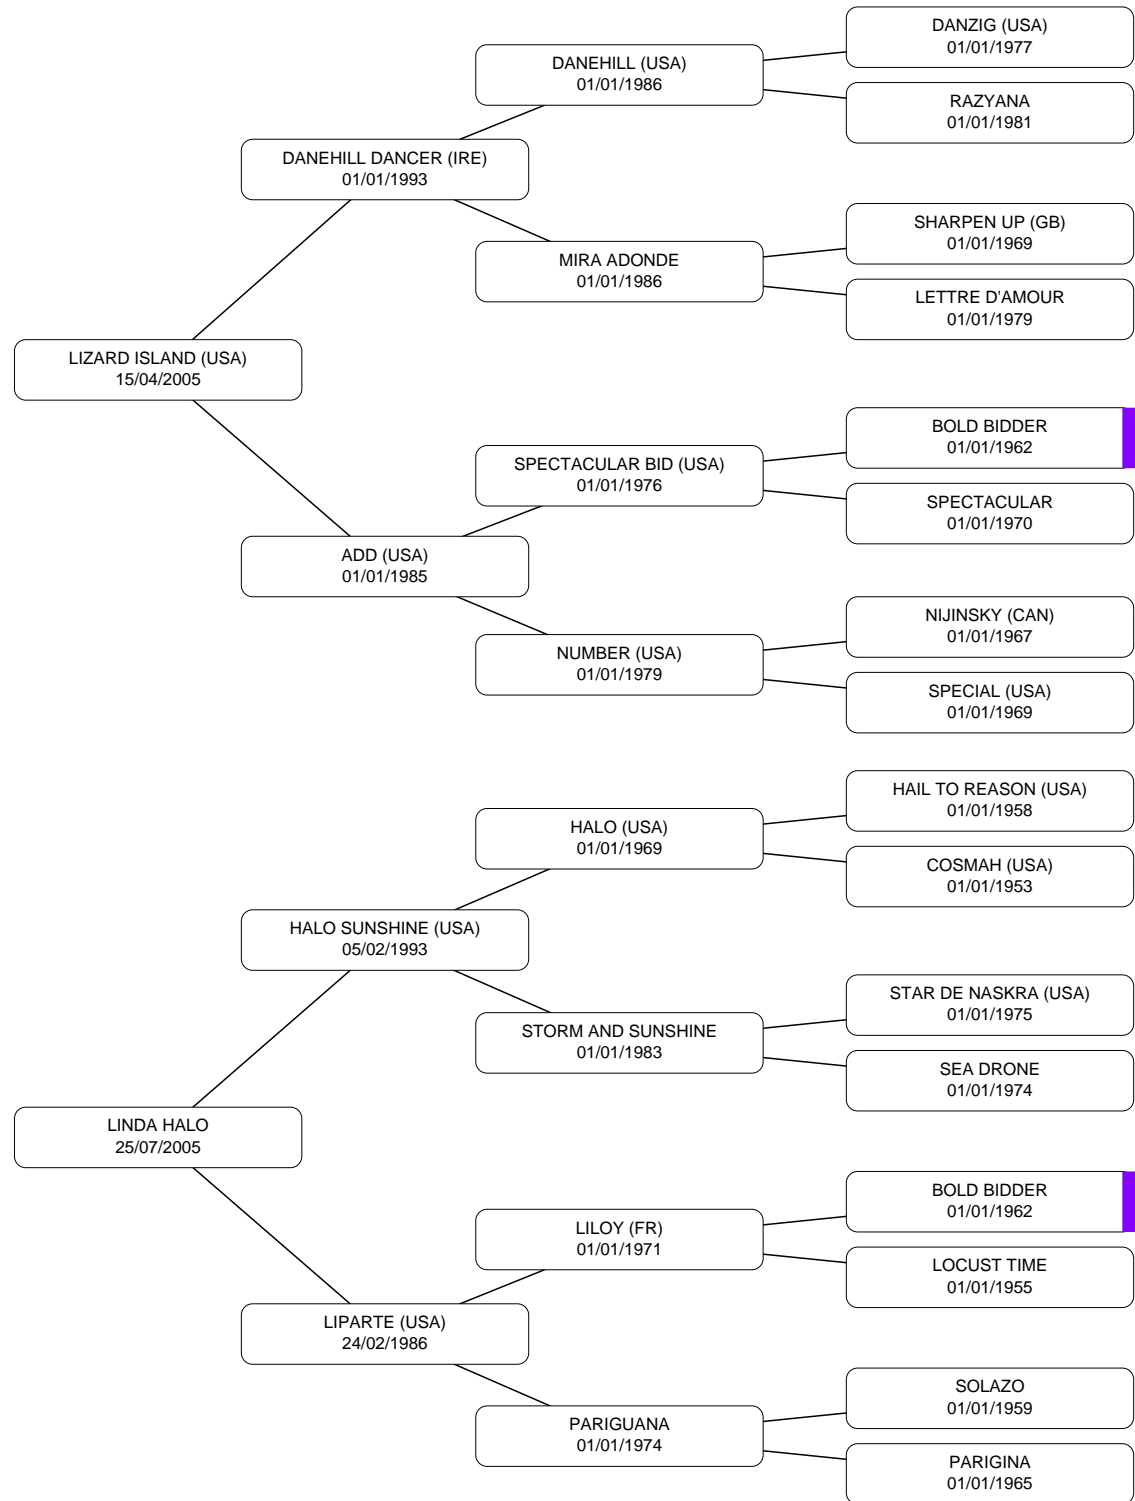 DANZIG (USA)
01/01/1977
DANEHILL (USA)
01/01/1986
RAZYANA
01/01/1981
DANEHILL DANCER (IRE)
01/01/1993
SHARPEN UP (GB)
01/01/1969
MIRA ADONDE
01/01/1986
LETTRE D'AMOUR
01/01/1979
LIZARD ISLAND (USA)
15/04/2005
BOLD BIDDER
01/01/1962
SPECTACULAR BID (USA)
01/01/1976
SPECTACULAR
01/01/1970
ADD (USA)
01/01/1985
NIJINSKY (CAN)
01/01/1967
NUMBER (USA)
01/01/1979
SPECIAL (USA)
01/01/1969
HAIL TO REASON (USA)
01/01/1958
HALO (USA)
01/01/1969
COSMAH (USA)
01/01/1953
HALO SUNSHINE (USA)
05/02/1993
STAR DE NASKRA (USA)
01/01/1975
STORM AND SUNSHINE
01/01/1983
SEA DRONE
01/01/1974
LINDA HALO
25/07/2005
BOLD BIDDER
01/01/1962
LILOY (FR)
01/01/1971
LOCUST TIME
01/01/1955
LIPARTE (USA)
24/02/1986
SOLAZO
01/01/1959
PARIGUANA
01/01/1974
PARIGINA
01/01/1965